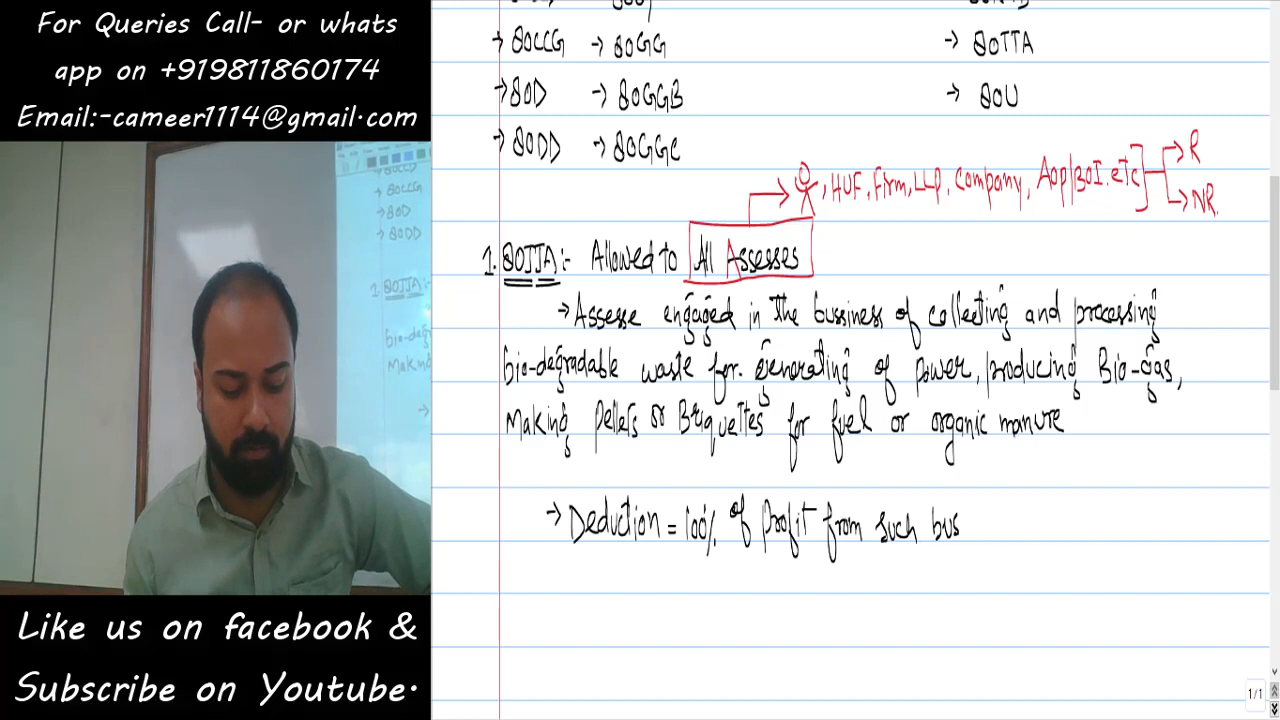 For Queries Call- or whats
app on +919811860174
Email:-cameer1114@gmail.com
→ 80CCG → 80GG → 80TTA
→ 80D → 80GGB → 80U
→ 80DD → 80GGC
, HUF, Firm, LLP, Company, AOP/BOI. etc] → R
→ NR.
1. 80JJA:- Allowed to All Assesses
→ Assesse engaged in the bussiness of collecting and processing
bio-degradable waste for. generating of power, producing Bio-gas,
Making Pellets or Briquettes for fuel or organic manure
→ Deduction = 100% of Profit from such bus
Like us on facebook &
Subscribe on Youtube.
1/1